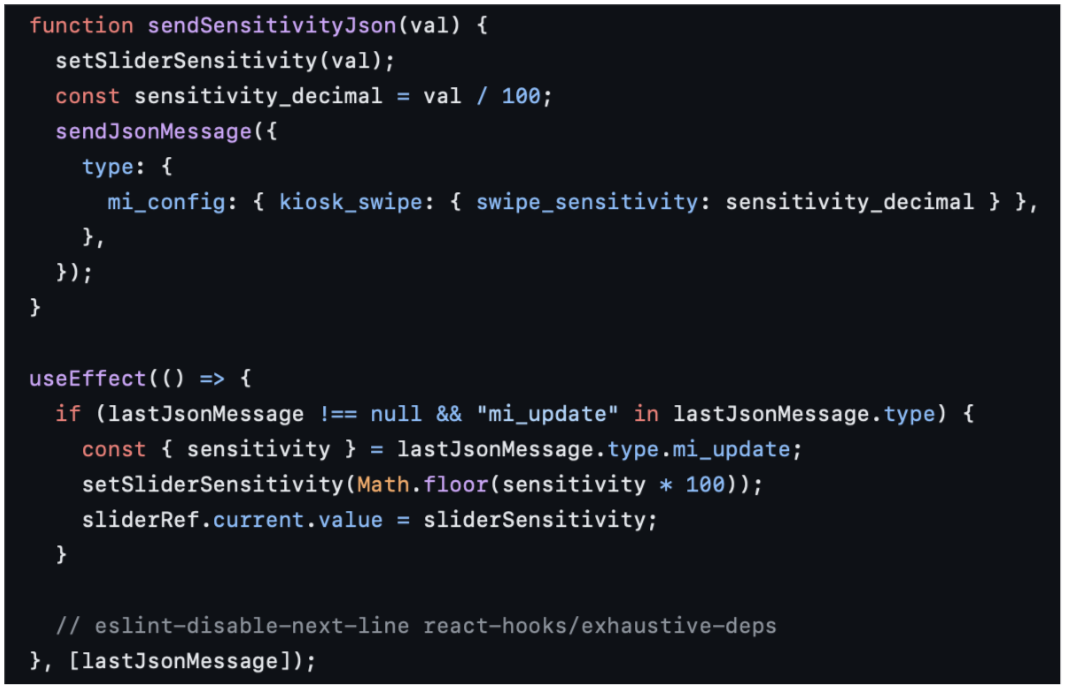 function sendSensitivityJson(val) {
  setSliderSensitivity(val);
  const sensitivity_decimal = val / 100;
  sendJsonMessage({
    type: {
      mi_config: { kiosk_swipe: { swipe_sensitivity: sensitivity_decimal } },
    },
  });
}

useEffect(() => {
  if (lastJsonMessage !== null && "mi_update" in lastJsonMessage.type) {
    const { sensitivity } = lastJsonMessage.type.mi_update;
    setSliderSensitivity(Math.floor(sensitivity * 100));
    sliderRef.current.value = sliderSensitivity;
  }

  // eslint-disable-next-line react-hooks/exhaustive-deps
}, [lastJsonMessage]);